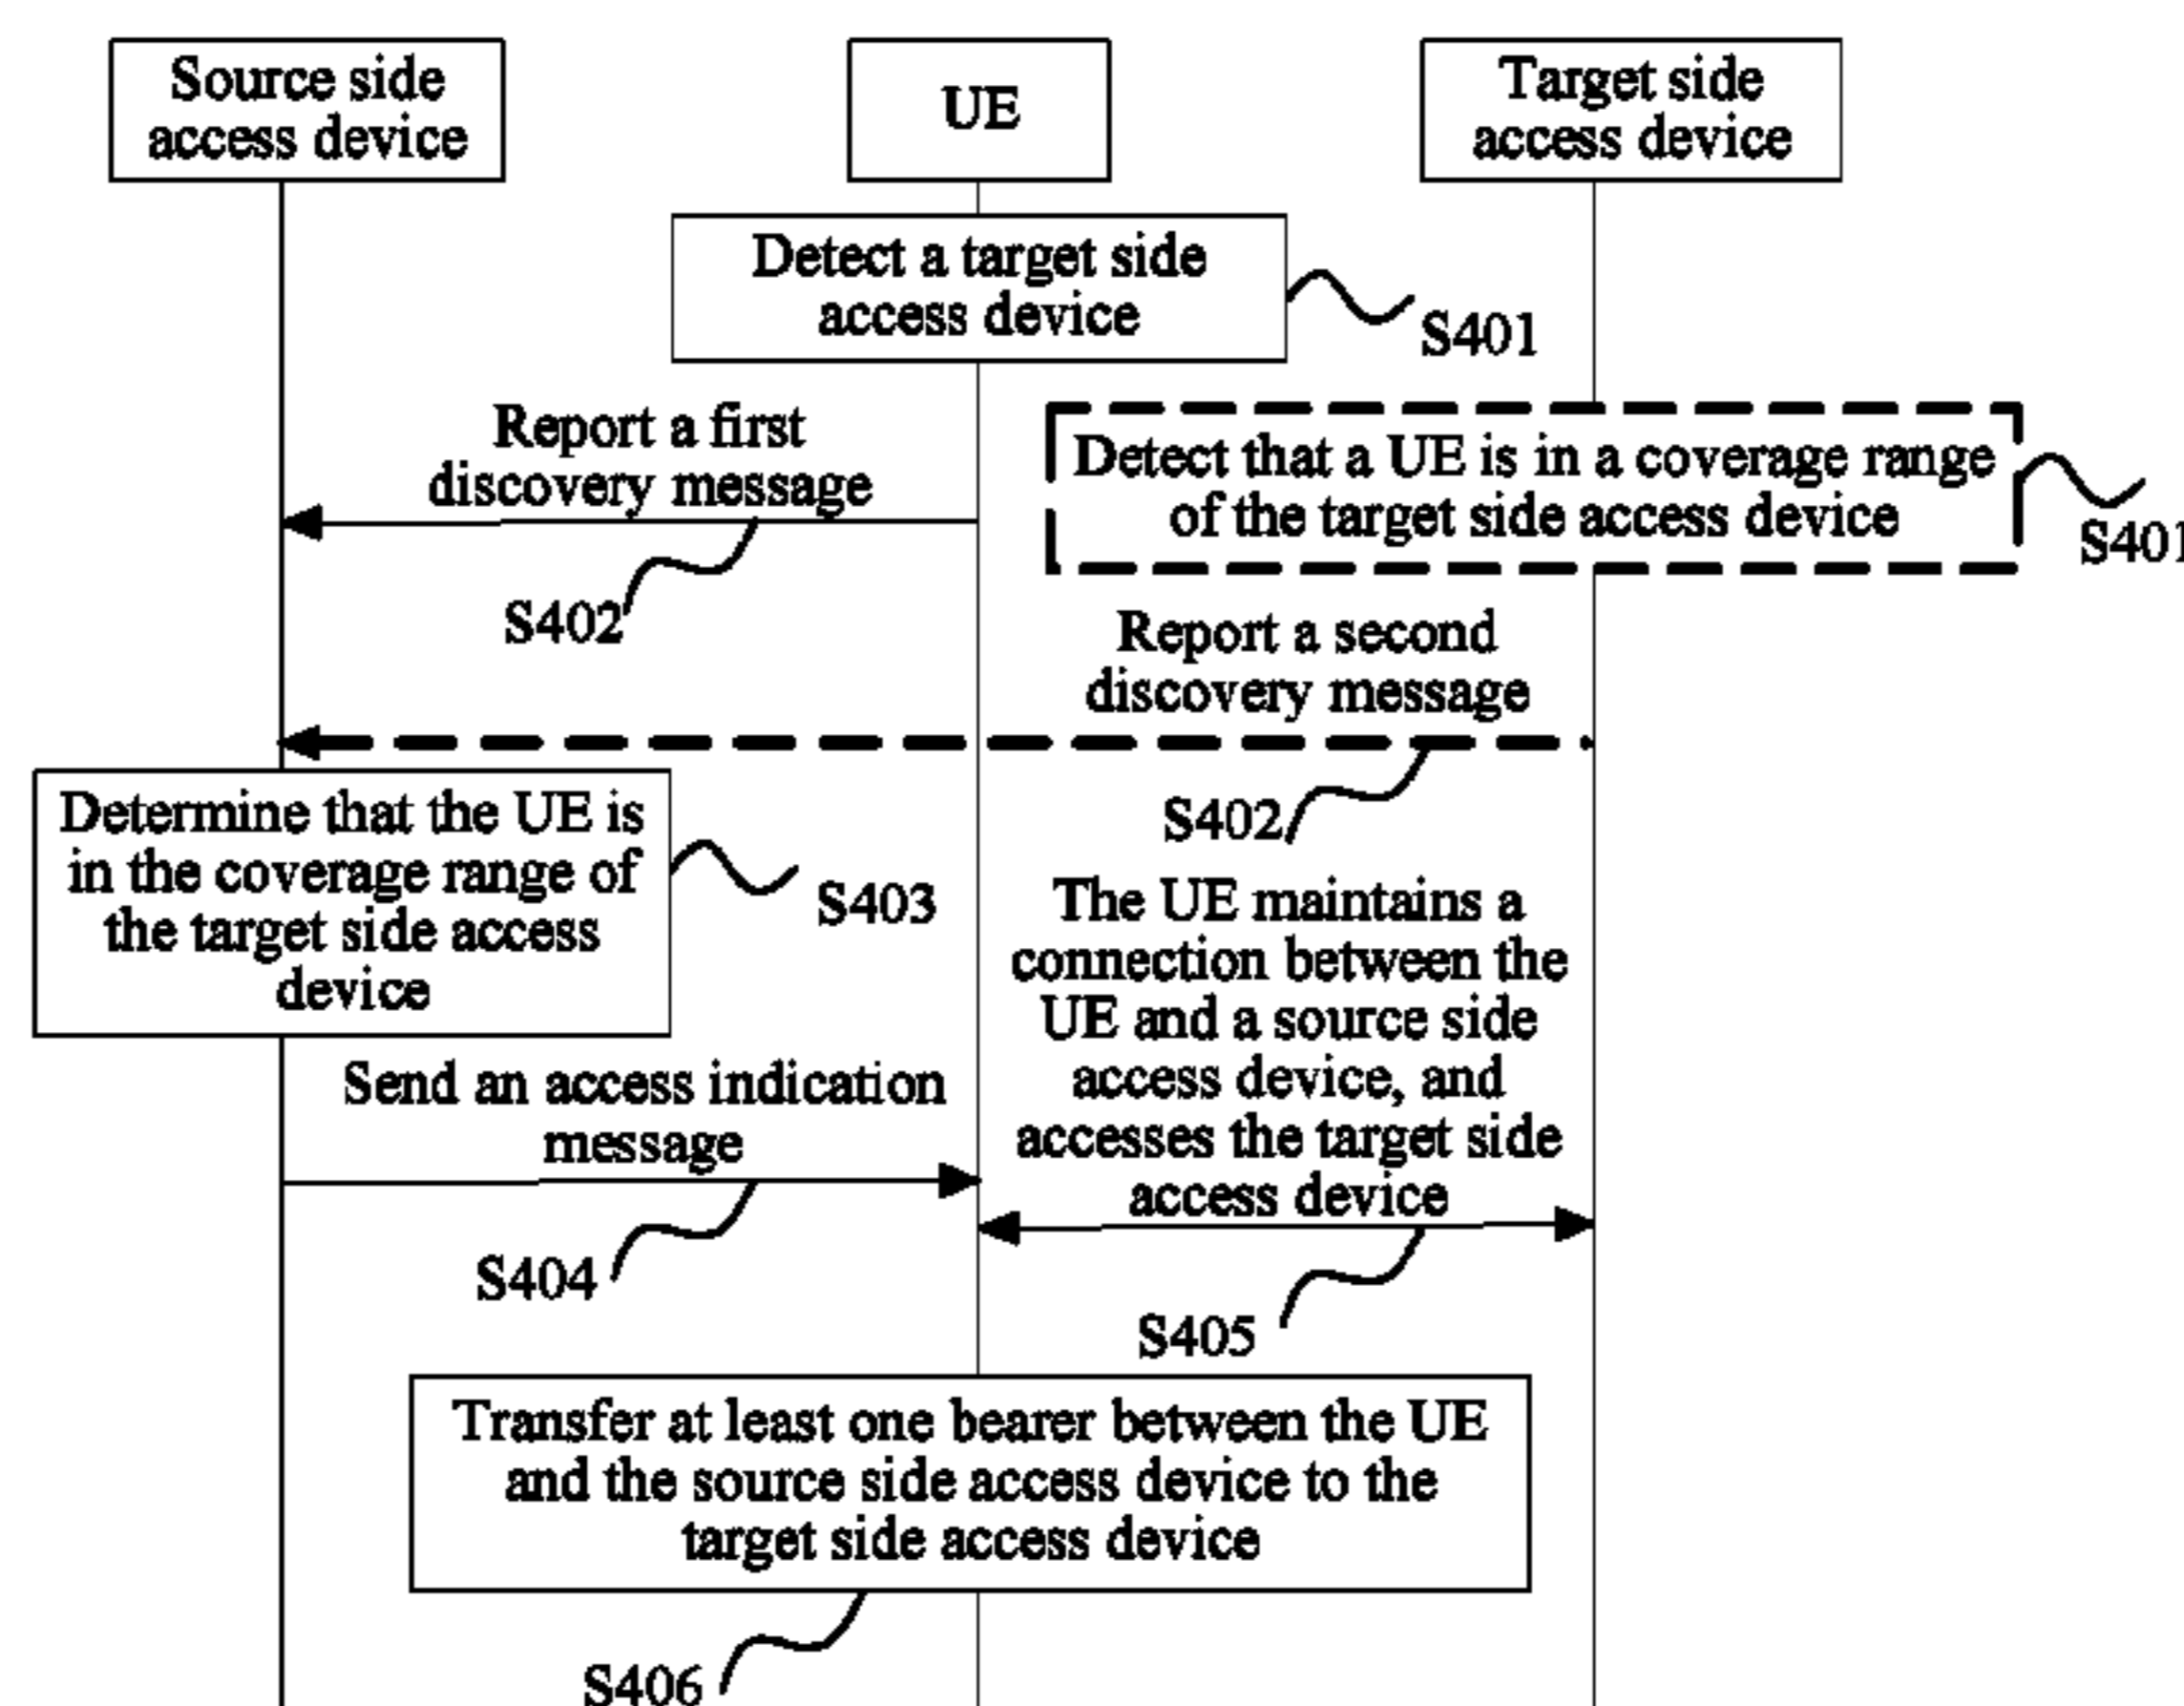 Source side
access device
UE
Target side
access device
Detect a target side
access device
S401
Report a first
discovery message
Detect that a UE is in a coverage range
of the target side access device
S401
S402
Report a second
discovery message
S402
Determine that the UE is
in the coverage range of
the target side access
device
S403
The UE maintains a
connection between the
UE and a source side
access device, and
accesses the target side
access device
Send an access indication
message
S404
S405
Transfer at least one bearer between the UE
and the source side access device to the
target side access device
S406